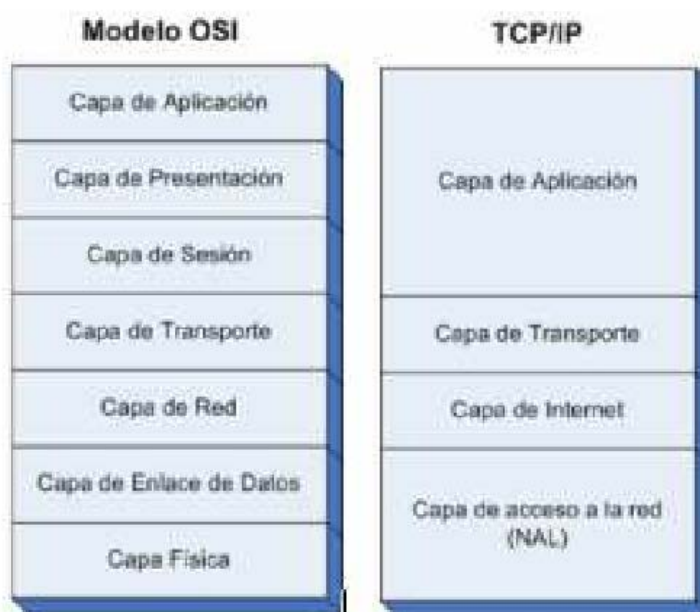 Modelo OSI
Capa de Aplicación
Capa de Presentación
Capa de Sesión
Capa de Transporte
Capa de Red
Capa de Enlace de Datos
Capa Física
TCP/IP
Capa de Aplicación
Capa de Transporte
Capa de Internet
Capa de acceso a la red
(NAL)